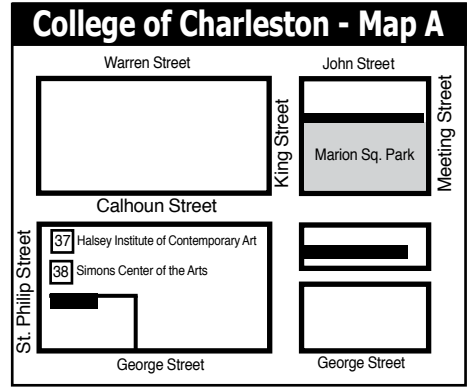 College of Charleston - Map A
Warren Street
John Street
King Street
Meeting Street
Marion Sq. Park
Calhoun Street
St. Philip Street
37 Halsey Institute of Contemporary Art
38 Simons Center of the Arts
George Street
George Street